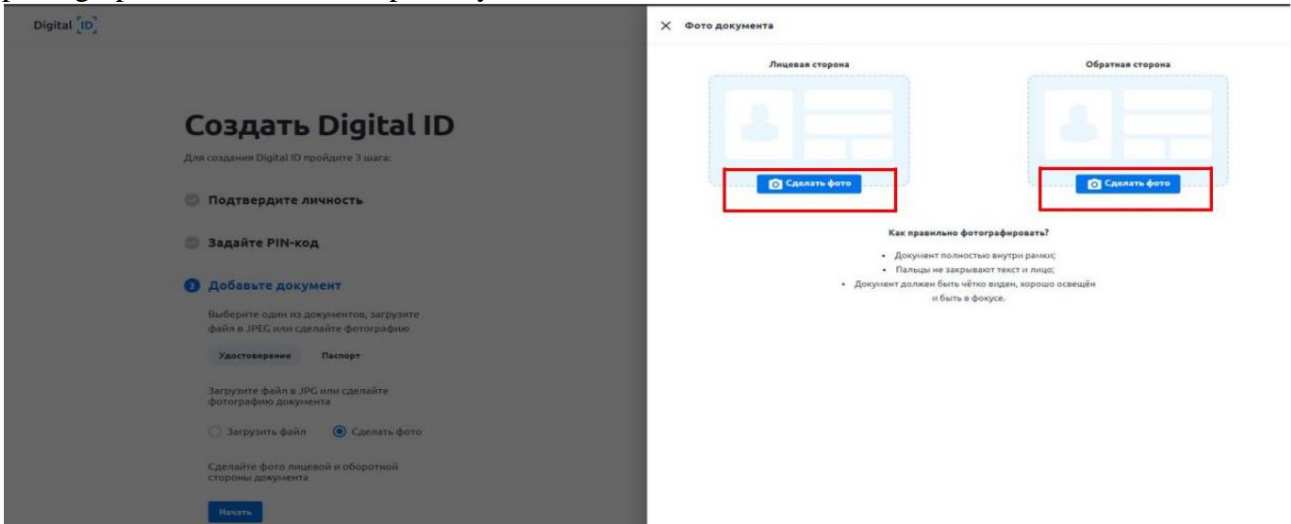 Digital ID
Создать Digital ID
Для создания Digital ID пройдите 3 шага:
Подтвердите личность
Задайте PIN-код
3 Добавьте документ
Выберите один из документов, загрузите
файл в JPEG или сделайте фотографию
Удостоверение Паспорт
Загрузите файл в JPG или сделайте
фотографию документа
Загрузить файл Сделать фото
Сделайте фото лицевой и оборотной
стороны документа
Начать
Фото документа
Лицевая сторона Обратная сторона
Сделать фото Сделать фото
Как правильно фотографировать?
• Документ полностью внутри рамки;
• Пальцы не закрывают текст и лицо;
• Документ должен быть чётко виден, хорошо освещён
и быть в фокусе.